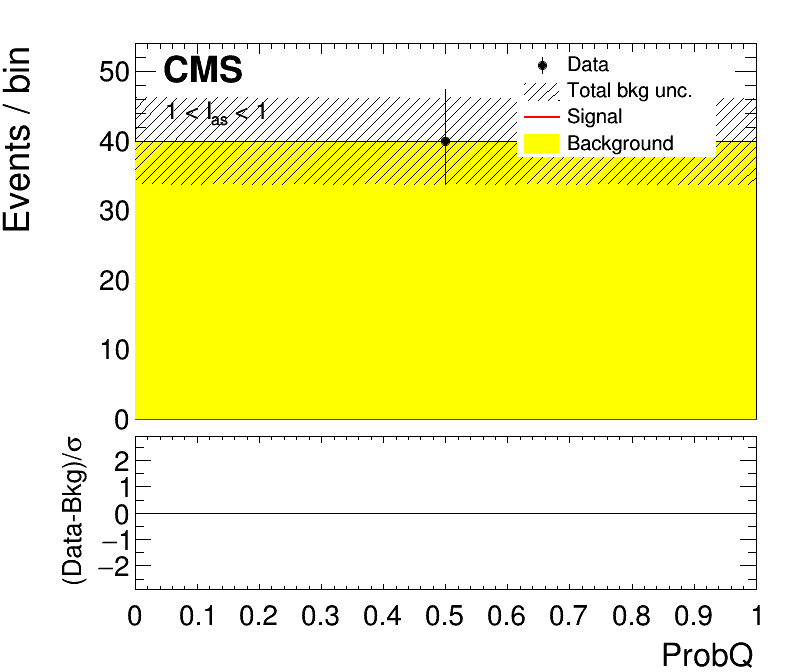 CMS
1 < I_as < 1
Data
Total bkg unc.
Signal
Background
Events / bin
50
40
30
20
10
0
(Data-Bkg)/σ
2
1
0
−1
−2
0 0.1 0.2 0.3 0.4 0.5 0.6 0.7 0.8 0.9 1
ProbQ